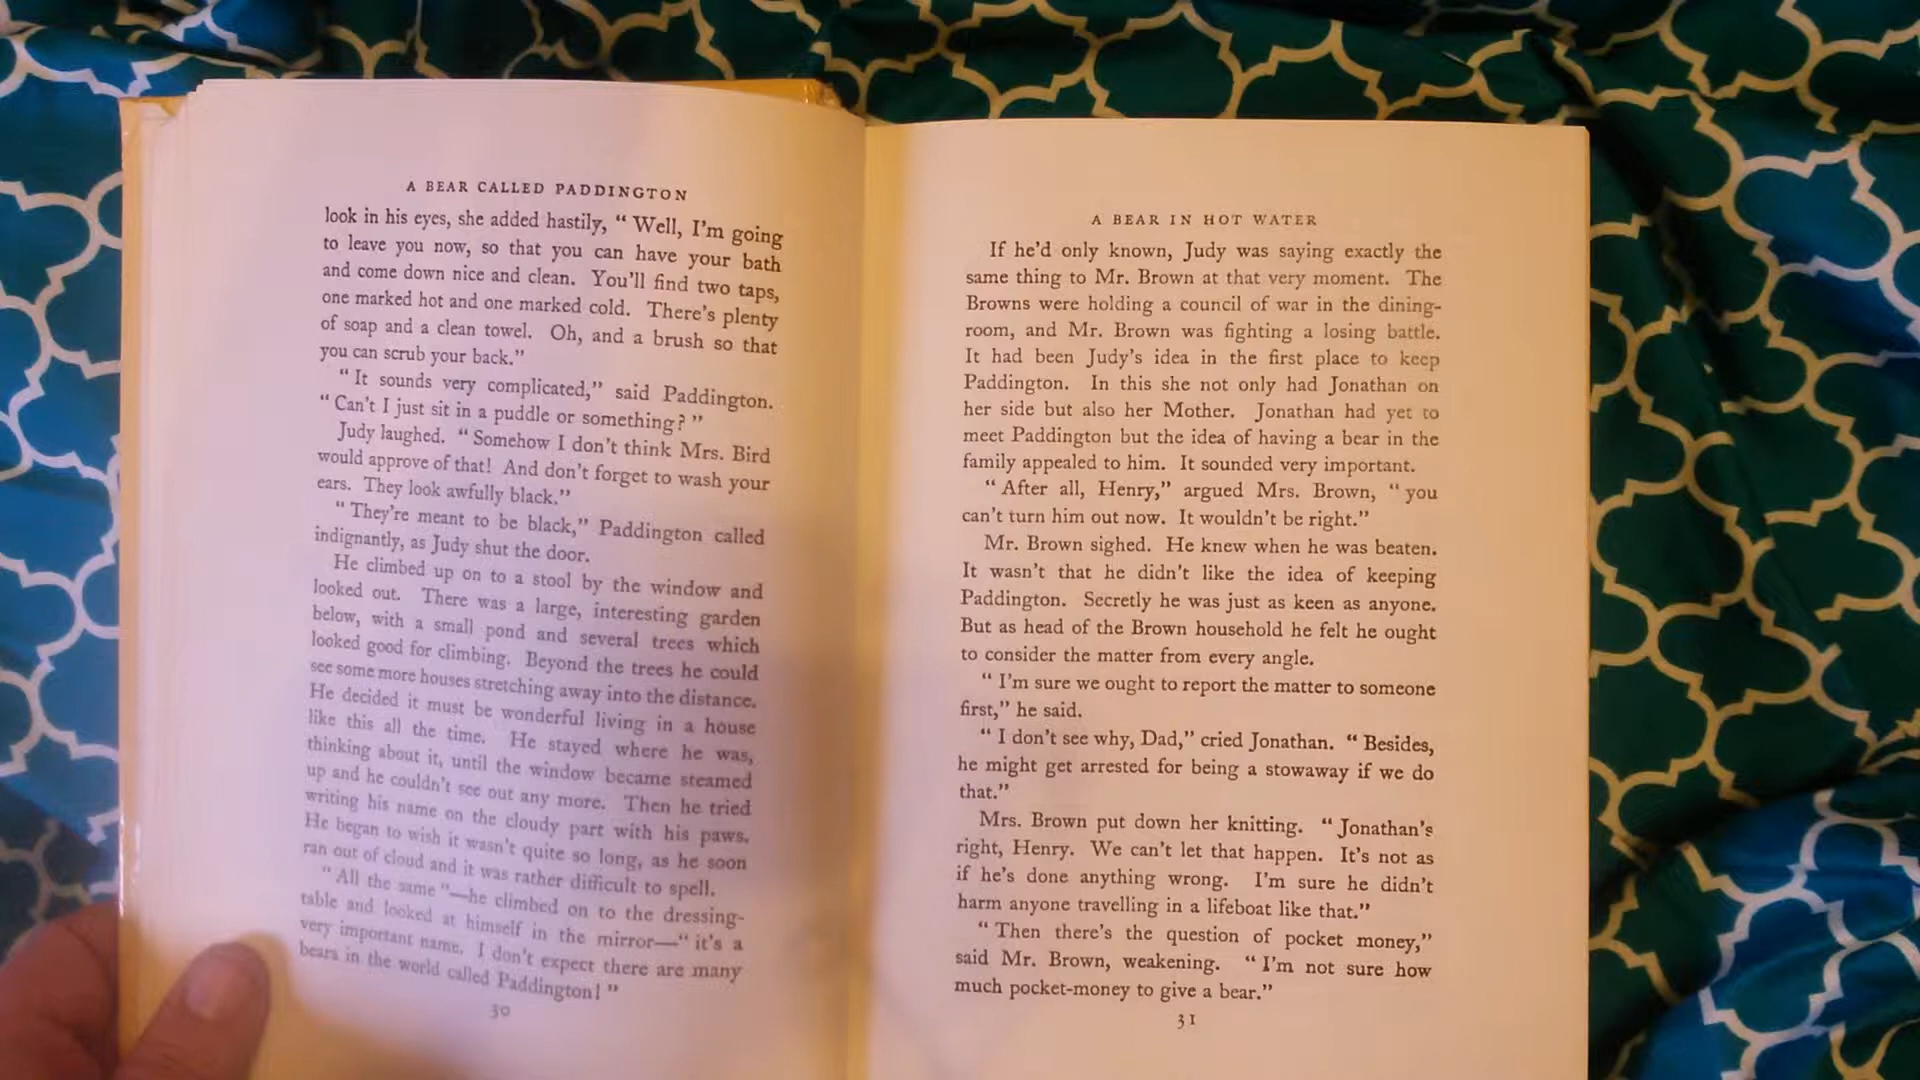 A BEAR CALLED PADDINGTON
look in his eyes, she added hastily, “ Well, I'm going
to leave you now, so that you can have your bath
and come down nice and clean. You'll find two taps,
one marked hot and one marked cold. There's plenty
of soap and a clean towel. Oh, and a brush so that
you can scrub your back.”
“ It sounds very complicated,” said Paddington.
“ Can't I just sit in a puddle or something? ”
Judy laughed. “ Somehow I don't think Mrs. Bird
would approve of that! And don't forget to wash your
ears. They look awfully black.”
“ They're meant to be black,” Paddington called
indignantly, as Judy shut the door.
He climbed up on to a stool by the window and
looked out. There was a large, interesting garden
below, with a small pond and several trees which
looked good for climbing. Beyond the trees he could
see some more houses stretching away into the distance.
He decided it must be wonderful living in a house
like this all the time. He stayed where he was,
thinking about it, until the window became steamed
up and he couldn't see out any more. Then he tried
writing his name on the cloudy part with his paws.
He began to wish it wasn't quite so long, as he soon
ran out of cloud and it was rather difficult to spell.
“ All the same ”—he climbed on to the dressing-
table and looked at himself in the mirror—“ it's a
very important name. I don't expect there are many
bears in the world called Paddington! ”
30
A BEAR IN HOT WATER
If he'd only known, Judy was saying exactly the
same thing to Mr. Brown at that very moment. The
Browns were holding a council of war in the dining-
room, and Mr. Brown was fighting a losing battle.
It had been Judy's idea in the first place to keep
Paddington. In this she not only had Jonathan on
her side but also her Mother. Jonathan had yet to
meet Paddington but the idea of having a bear in the
family appealed to him. It sounded very important.
“ After all, Henry,” argued Mrs. Brown, “ you
can't turn him out now. It wouldn't be right.”
Mr. Brown sighed. He knew when he was beaten.
It wasn't that he didn't like the idea of keeping
Paddington. Secretly he was just as keen as anyone.
But as head of the Brown household he felt he ought
to consider the matter from every angle.
“ I'm sure we ought to report the matter to someone
first,” he said.
“ I don't see why, Dad,” cried Jonathan. “ Besides,
he might get arrested for being a stowaway if we do
that.”
Mrs. Brown put down her knitting. “ Jonathan's
right, Henry. We can't let that happen. It's not as
if he's done anything wrong. I'm sure he didn't
harm anyone travelling in a lifeboat like that.”
“ Then there's the question of pocket money,”
said Mr. Brown, weakening. “ I'm not sure how
much pocket-money to give a bear.”
31